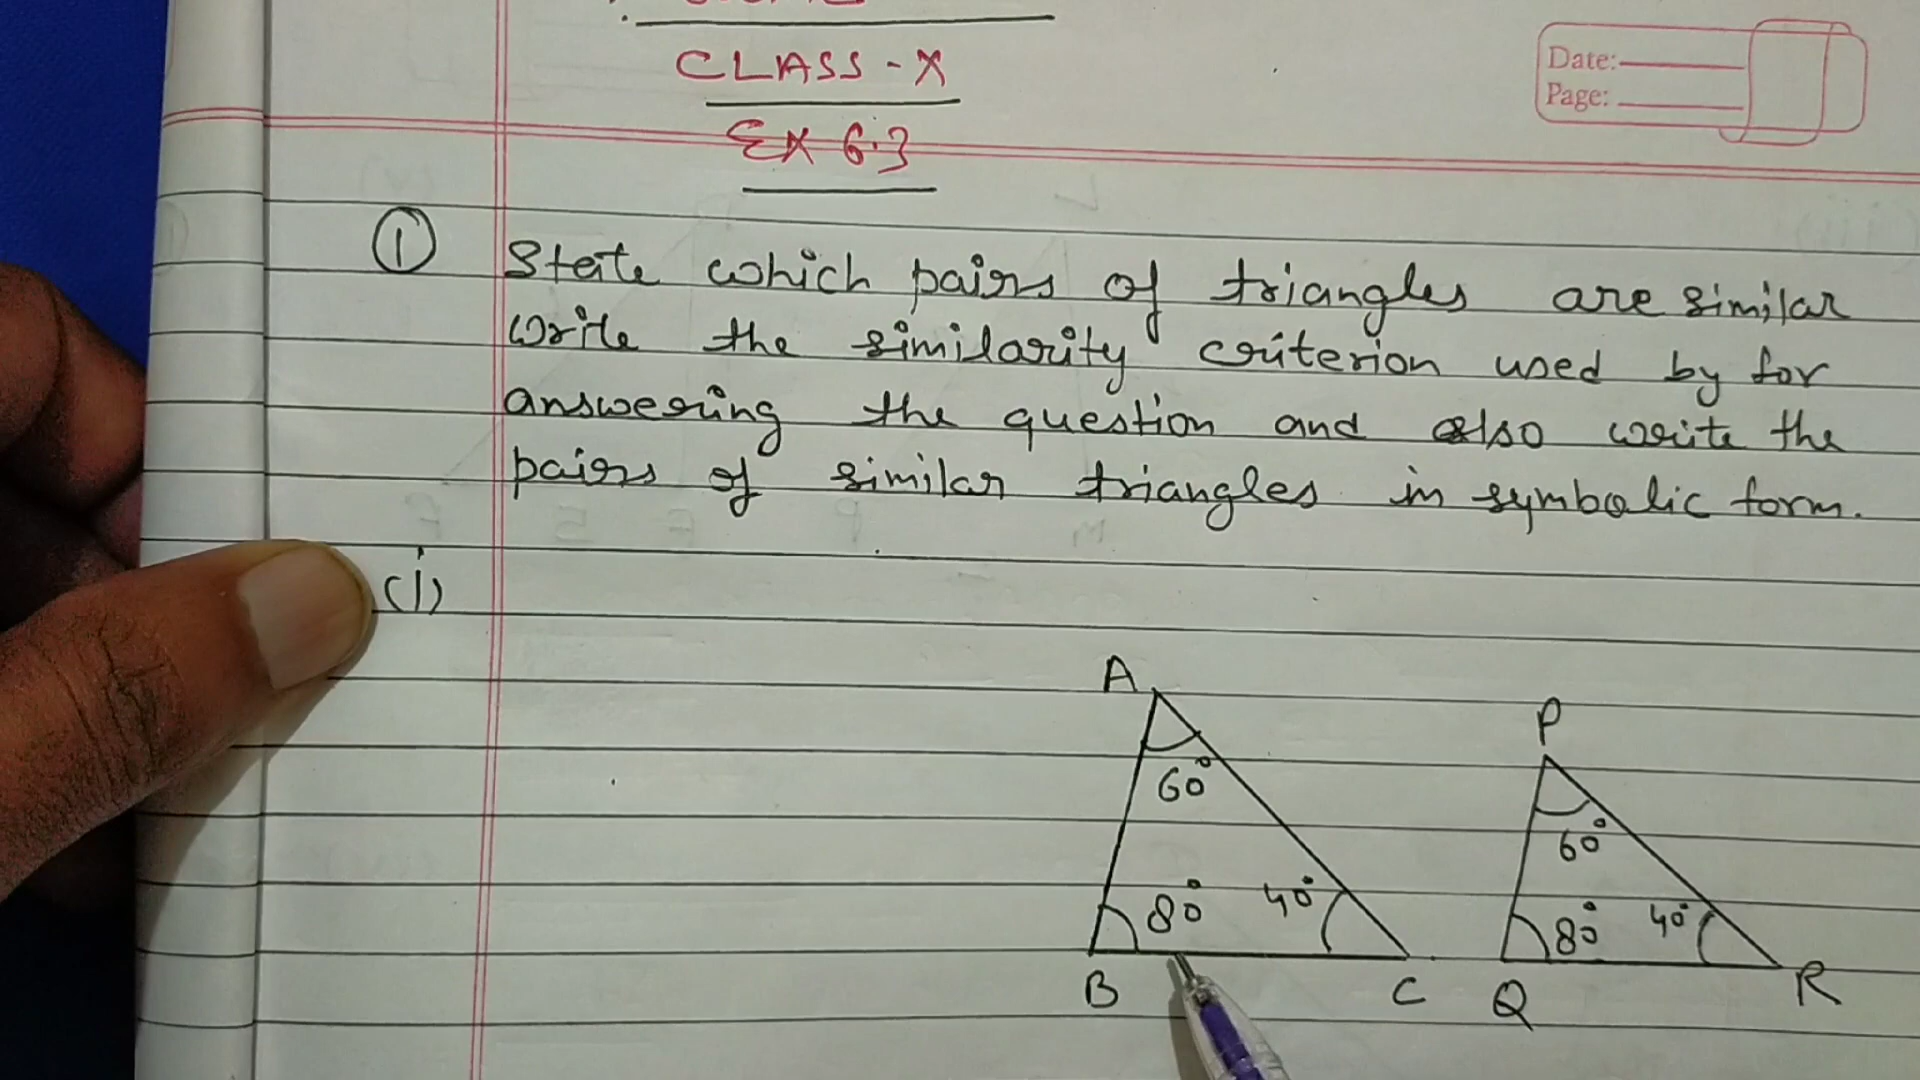 CLASS - X
Date:
Page:
EX 6.3
① State which pairs of triangles are similar
write the similarity criterion used by for
answering the question and also write the
pairs of similar triangles in symbolic form.
(i)
A
P
60°
60°
80° 40°
80° 40°
B C Q R